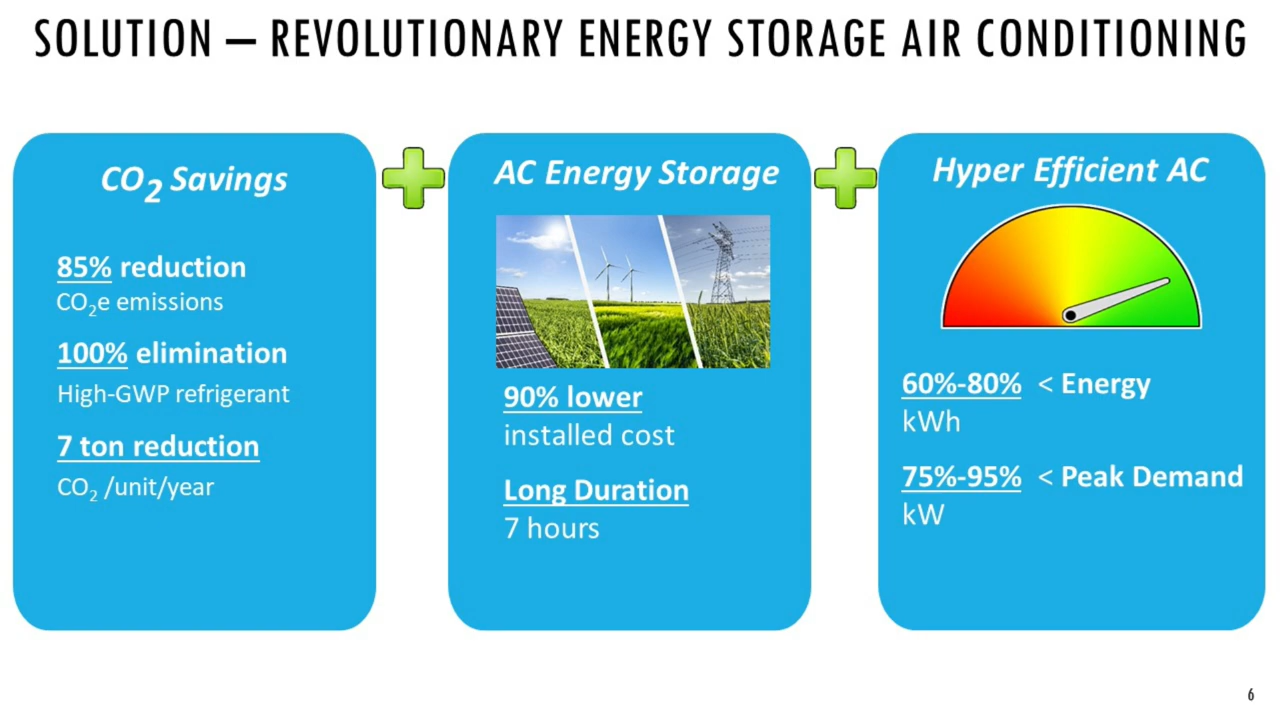 SOLUTION – REVOLUTIONARY ENERGY STORAGE AIR CONDITIONING
CO2 Savings
85% reduction
CO2e emissions
100% elimination
High-GWP refrigerant
7 ton reduction
CO2 /unit/year
AC Energy Storage
90% lower
installed cost
Long Duration
7 hours
Hyper Efficient AC
60%-80% < Energy
kWh
75%-95% < Peak Demand
kW
6